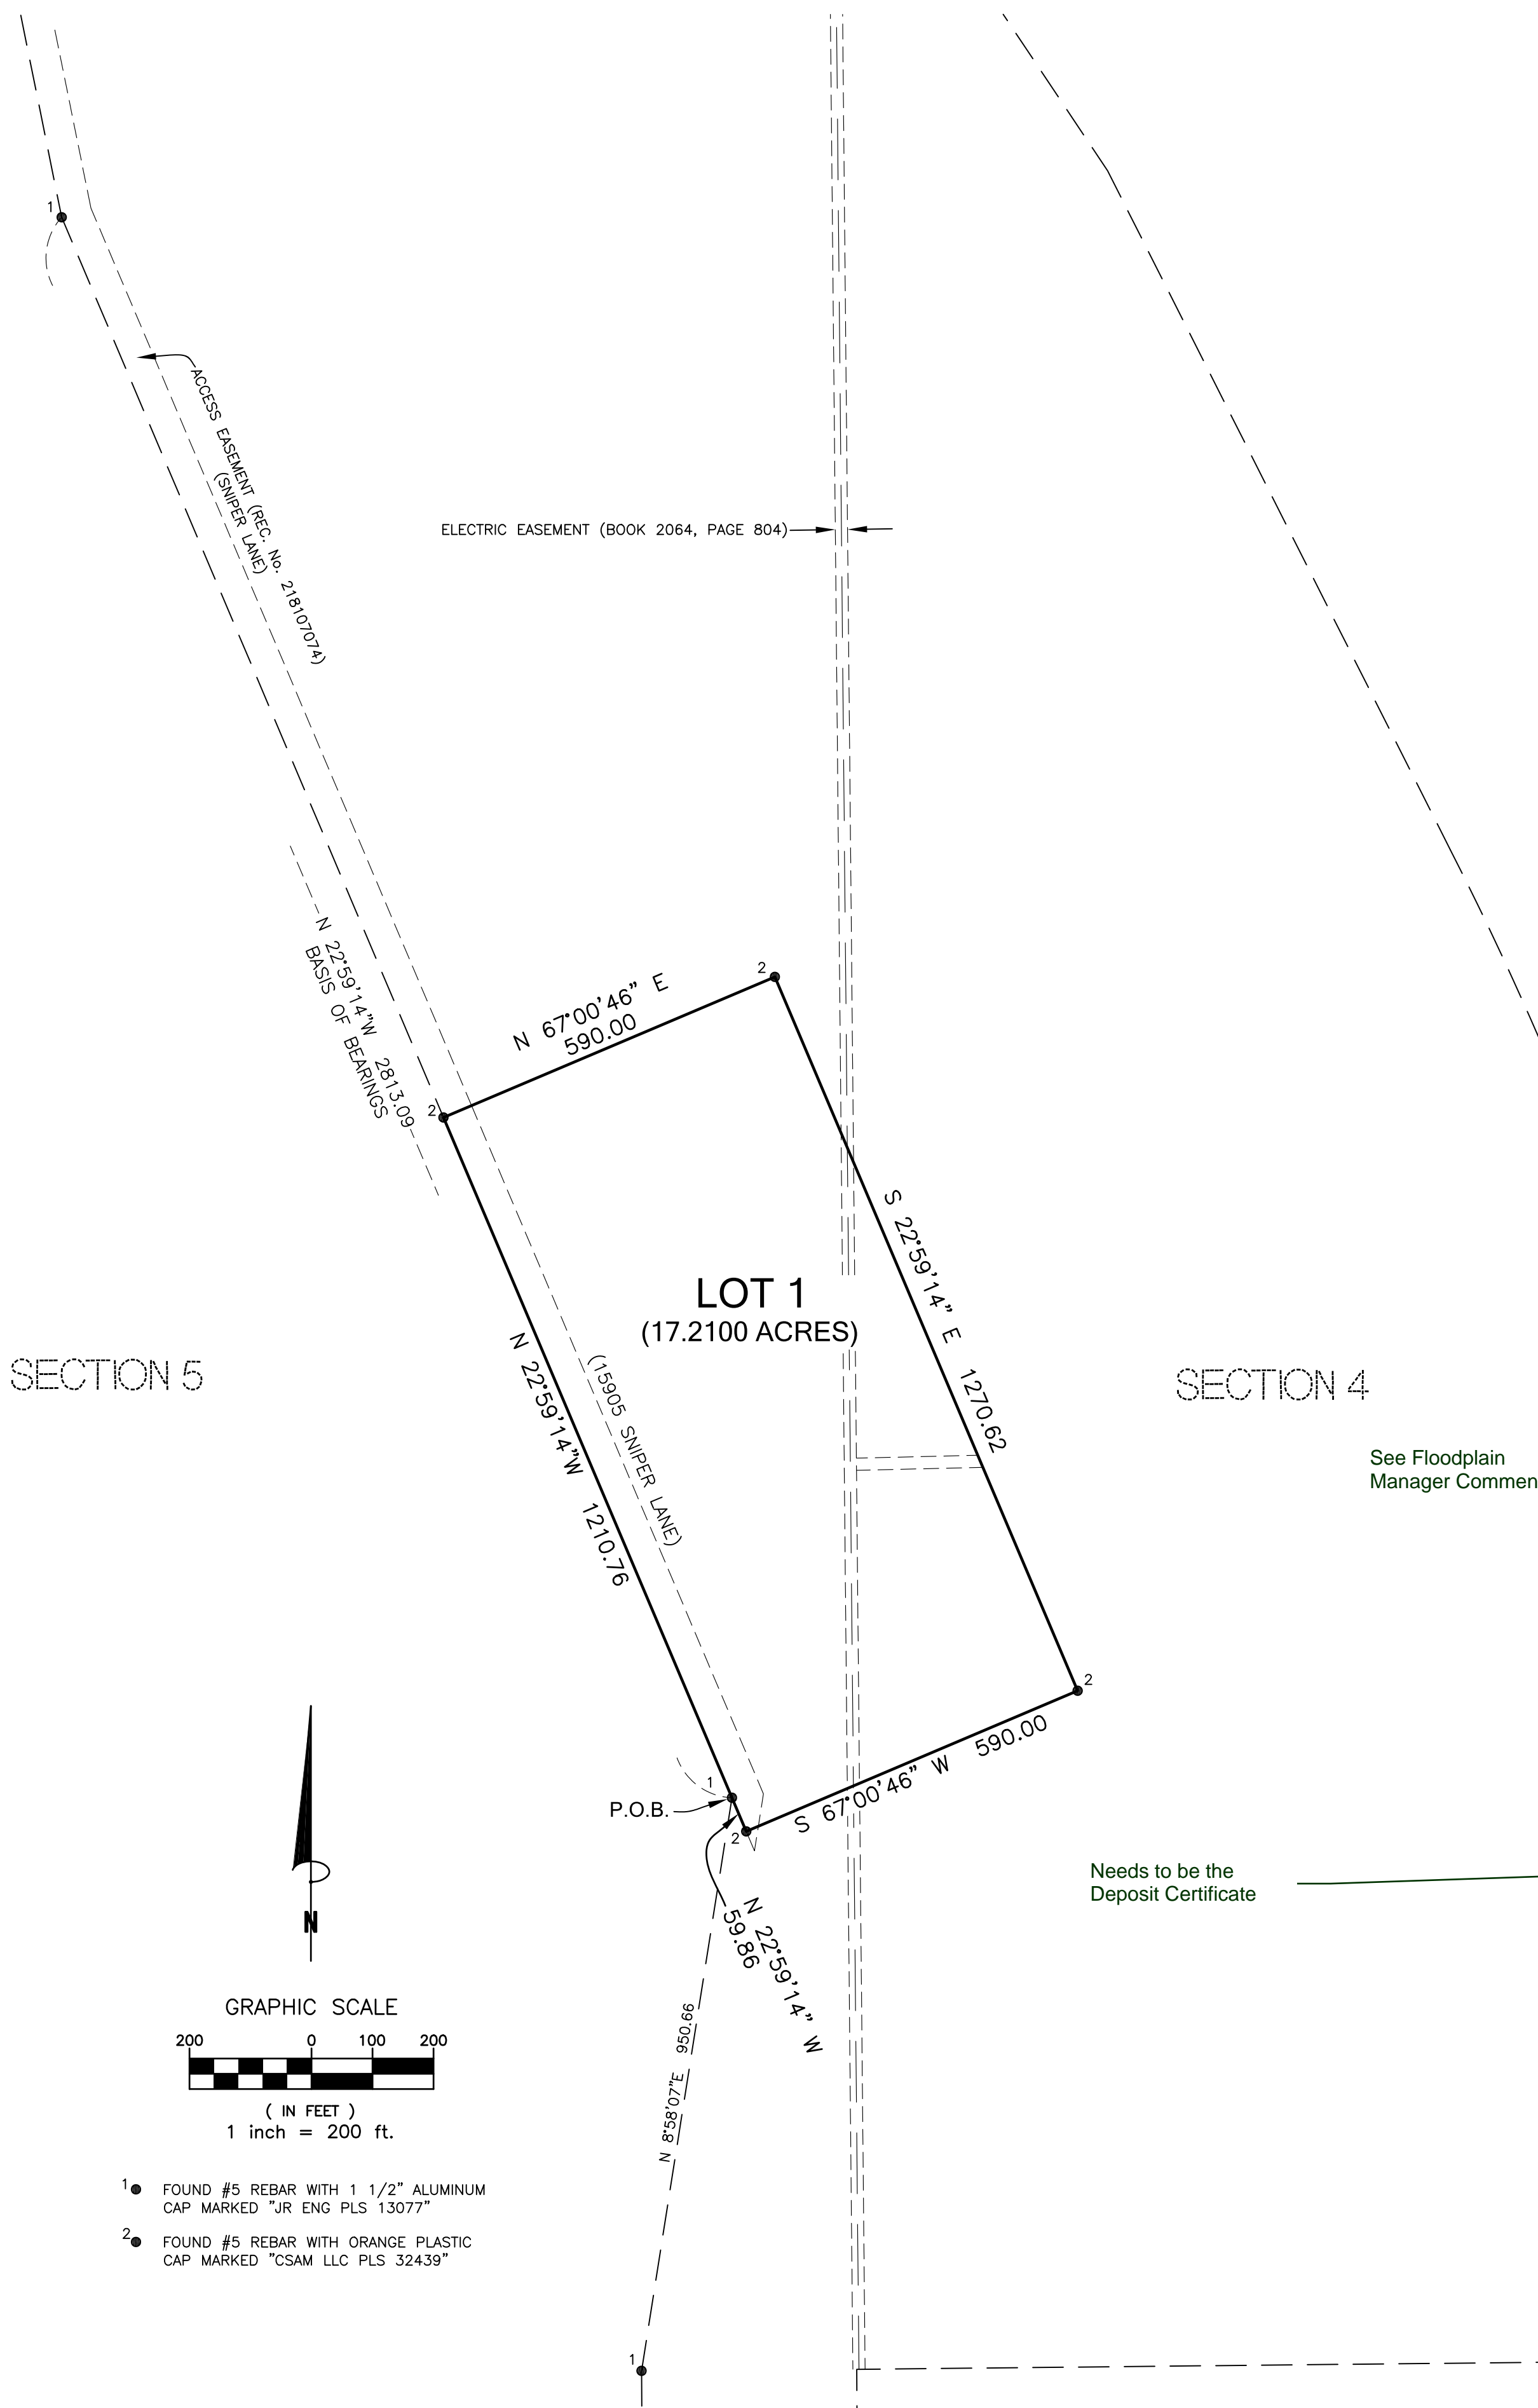 1
ACCESS EASEMENT (REC. No. 218107074)
(SNIPER LANE)
ELECTRIC EASEMENT (BOOK 2064, PAGE 804)
N 22°59'14"W 2813.09
BASIS OF BEARINGS
2
N 67°00'46" E
590.00
2
S 22°59'14" E 1270.62
LOT 1
(17.2100 ACRES)
N 22°59'14"W 1210.76
(15905 SNIPER LANE)
SECTION 5
SECTION 4
See Floodplain
Manager Commen
2
S 67°00'46" W 590.00
1
P.O.B.
2
N 22°59'14" W
59.86
Needs to be the
Deposit Certificate
N
N 8°58'07"E 950.66
GRAPHIC SCALE
200 0 100 200
( IN FEET )
1 inch = 200 ft.
1 FOUND #5 REBAR WITH 1 1/2" ALUMINUM
CAP MARKED "JR ENG PLS 13077"
2 FOUND #5 REBAR WITH ORANGE PLASTIC
CAP MARKED "CSAM LLC PLS 32439"
1